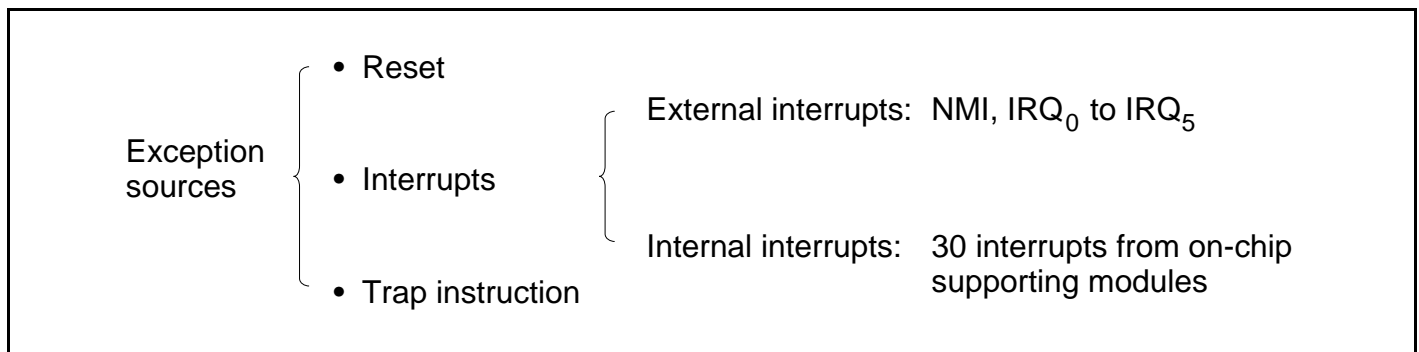 Exception
sources
• Reset
• Interrupts
• Trap instruction
External interrupts: NMI, IRQ0 to IRQ5
Internal interrupts: 30 interrupts from on-chip
supporting modules